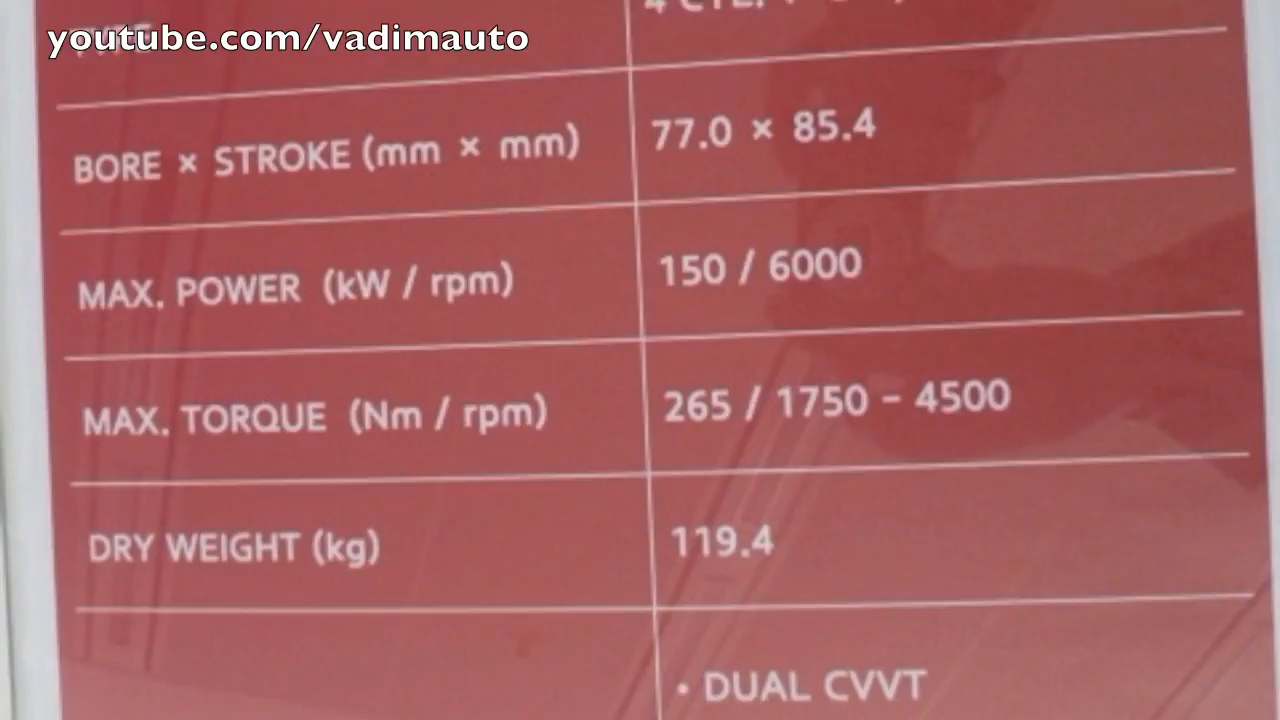 youtube.com/vadimauto
BORE × STROKE (mm × mm) 77.0 × 85.4
MAX. POWER (kW / rpm) 150 / 6000
MAX. TORQUE (Nm / rpm) 265 / 1750 – 4500
DRY WEIGHT (kg) 119.4
• DUAL CVVT